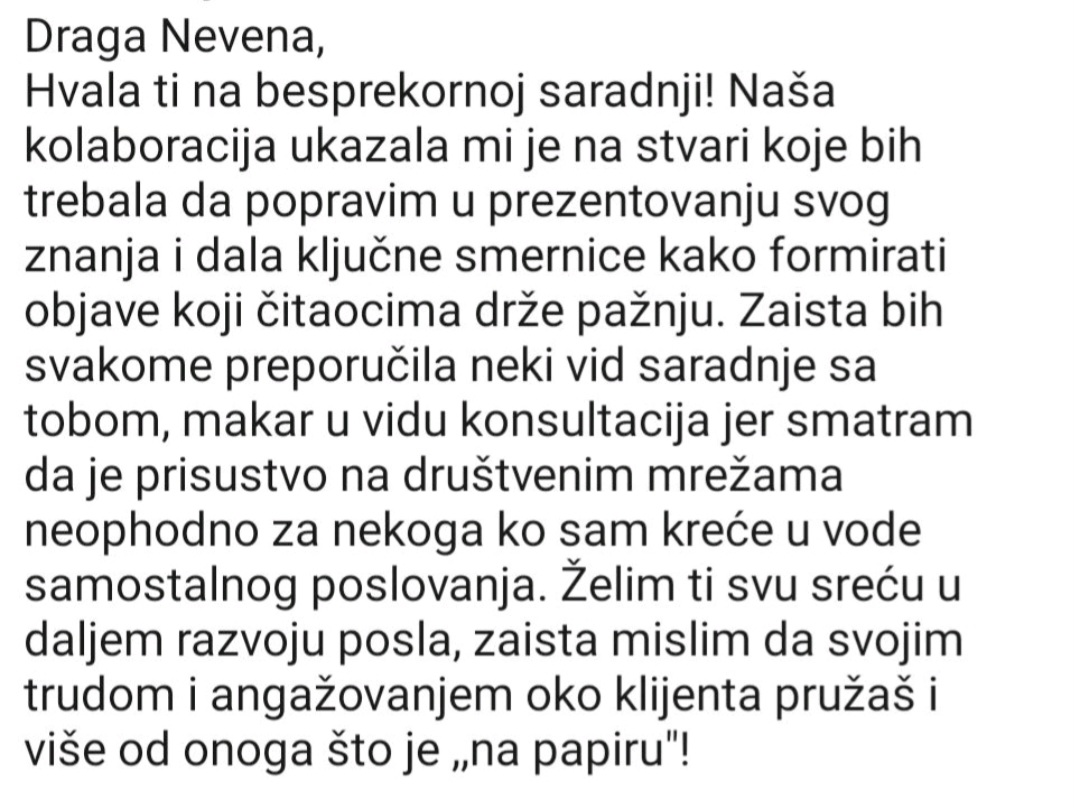 Draga Nevena,
Hvala ti na besprekornoj saradnji! Naša
kolaboracija ukazala mi je na stvari koje bih
trebala da popravim u prezentovanju svog
znanja i dala ključne smernice kako formirati
objave koji čitaocima drže pažnju. Zaista bih
svakome preporučila neki vid saradnje sa
tobom, makar u vidu konsultacija jer smatram
da je prisustvo na društvenim mrežama
neophodno za nekoga ko sam kreće u vode
samostalnog poslovanja. Želim ti svu sreću u
daljem razvoju posla, zaista mislim da svojim
trudom i angažovanjem oko klijenta pružaš i
više od onoga što je ,,na papiru"!